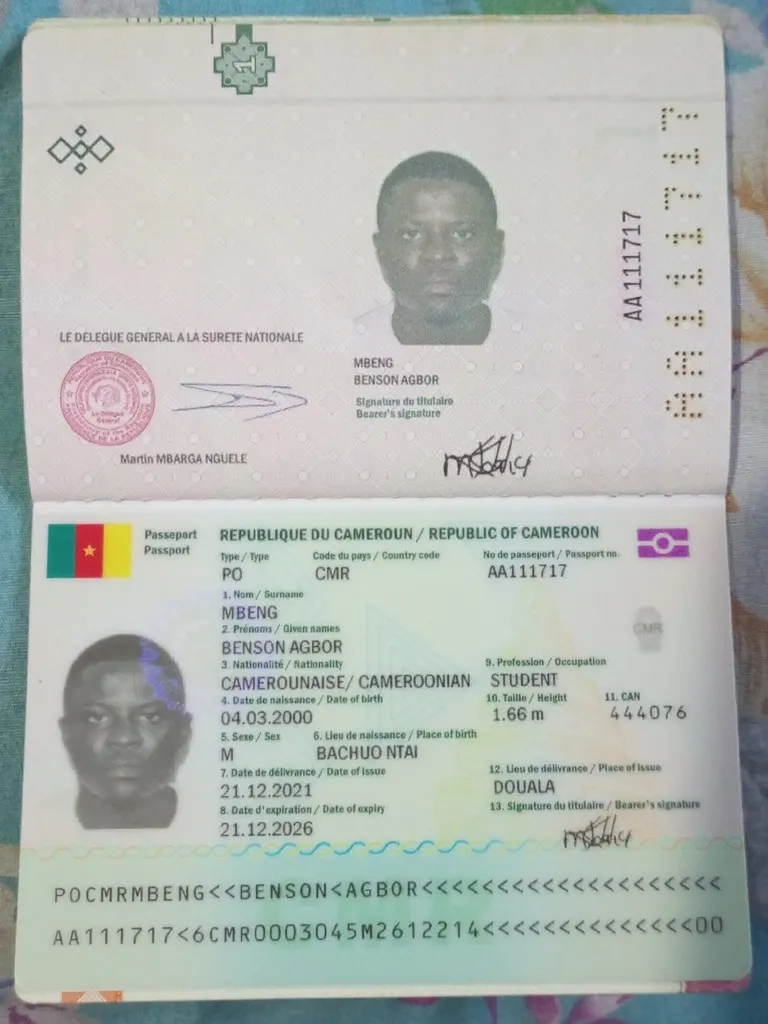 1
AA111717
LE DELEGUE GENERAL A LA SURETE NATIONALE
MBENG
BENSON AGBOR
Signature du titulaire
Bearer's signature
Le Délégué
Général
Martin MBARGA NGUELE
Passeport
Passport
REPUBLIQUE DU CAMEROUN / REPUBLIC OF CAMEROON
Type / Type Code du pays / Country code No de passeport / Passport no.
PO CMR AA111717
1. Nom / Surname
MBENG
2. Prénoms / Given names
BENSON AGBOR
CMR
3. Nationalité / Nationality 9. Profession / Occupation
CAMEROUNAISE/ CAMEROONIAN STUDENT
4. Date de naissance / Date of birth 10. Taille / Height 11. CAN
04.03.2000 1.66 m 444076
5. Sexe / Sex 6. Lieu de naissance / Place of birth
M BACHUO NTAI
7. Date de délivrance / Date of issue 12. Lieu de délivrance / Place of issue
21.12.2021 DOUALA
8. Date d'expiration / Date of expiry 13. Signature du titulaire / Bearer's signature
21.12.2026
POCMRMBENG<<BENSON<AGBOR<<<<<<<<<<<<<<<<<<<<
AA111717<6CMR0003045M2612214<<<<<<<<<<<<<<00